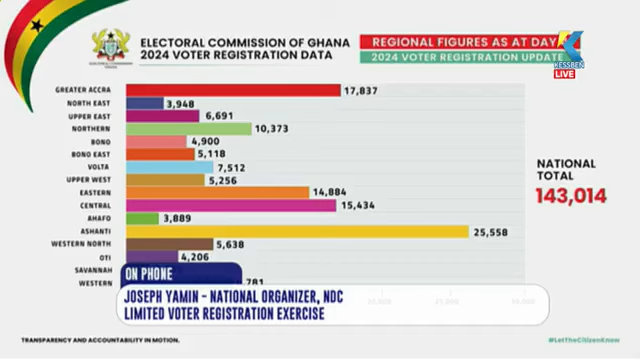 ELECTORAL COMMISSION OF GHANA
2024 VOTER REGISTRATION DATA
REGIONAL FIGURES AS AT DAY
2024 VOTER REGISTRATION UPDATE
KESSBEN
LIVE
GREATER ACCRA 17,837
NORTH EAST 3,948
UPPER EAST 6,691
NORTHERN 10,373
BONO 4,900
BONO EAST 5,118
VOLTA 7,512
UPPER WEST 5,256
EASTERN 14,884
CENTRAL 15,434
AHAFO 3,889
ASHANTI 25,558
WESTERN NORTH 5,638
OTI 4,206
SAVANNAH
WESTERN 781
NATIONAL
TOTAL
143,014
ON PHONE
JOSEPH YAMIN - NATIONAL ORGANIZER, NDC
LIMITED VOTER REGISTRATION EXERCISE
TRANSPARENCY AND ACCOUNTABILITY IN MOTION.
#LetTheCitizenKnow